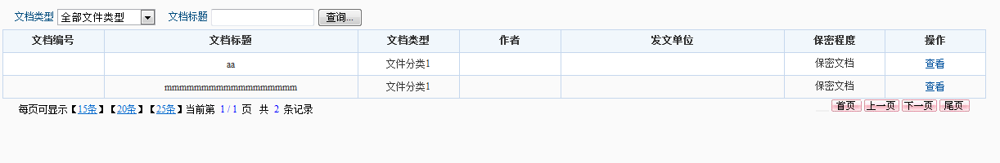 文档类型 全部文件类型 文档标题 查询...
文档编号 文档标题 文档类型 作者 发文单位 保密程度 操作
aa 文件分类1 保密文档 查看
mmmmmmmmmmmmmmmmmm 文件分类1 保密文档 查看
每页可显示【15条】【20条】【25条】当前第 1 / 1 页 共 2 条记录 首页 上一页 下一页 尾页